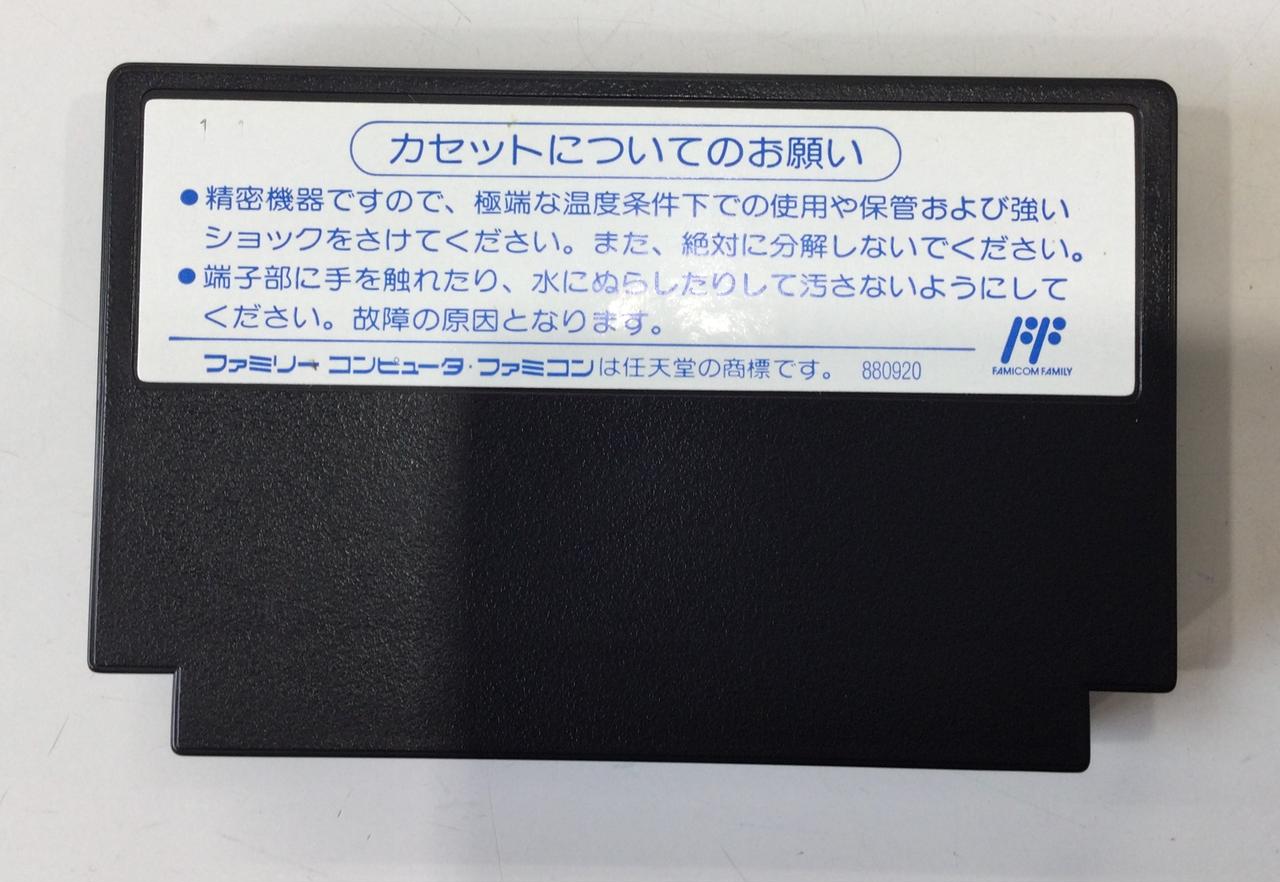 カセットについてのお願い
●精密機器ですので、極端な温度条件下での使用や保管および強い
ショックをさけてください。また、絶対に分解しないでください。
●端子部に手を触れたり、水にぬらしたりして汚さないようにして
ください。故障の原因となります。
ファミリー コンピュータ・ファミコンは任天堂の商標です。 880920
FAMICOM FAMILY